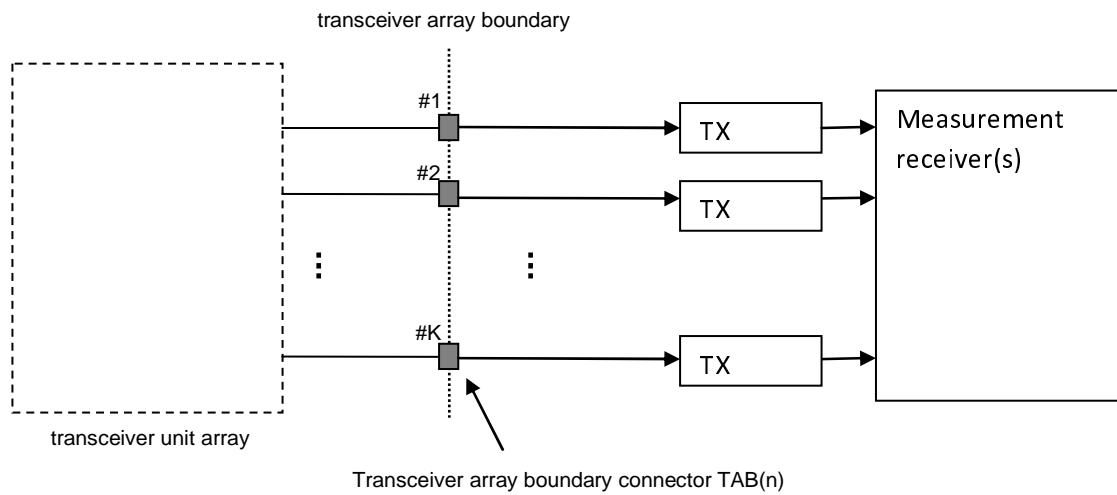 transceiver array boundary
#1
TX
Measurement
receiver(s)
#2
TX
#K
TX
transceiver unit array
Transceiver array boundary connector TAB(n)